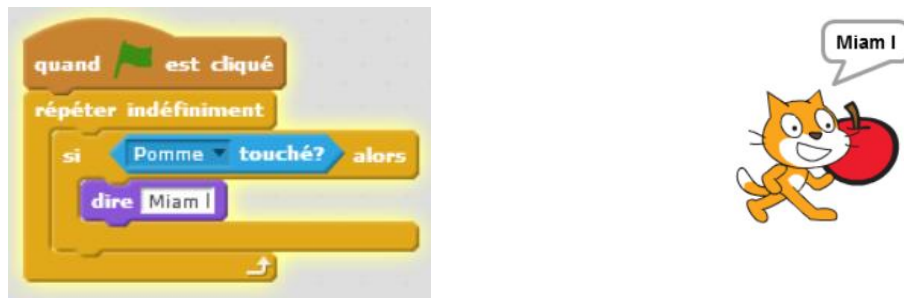 quand est cliqué
répéter indéfiniment
si Pomme touché? alors
dire Miam l
Miam l